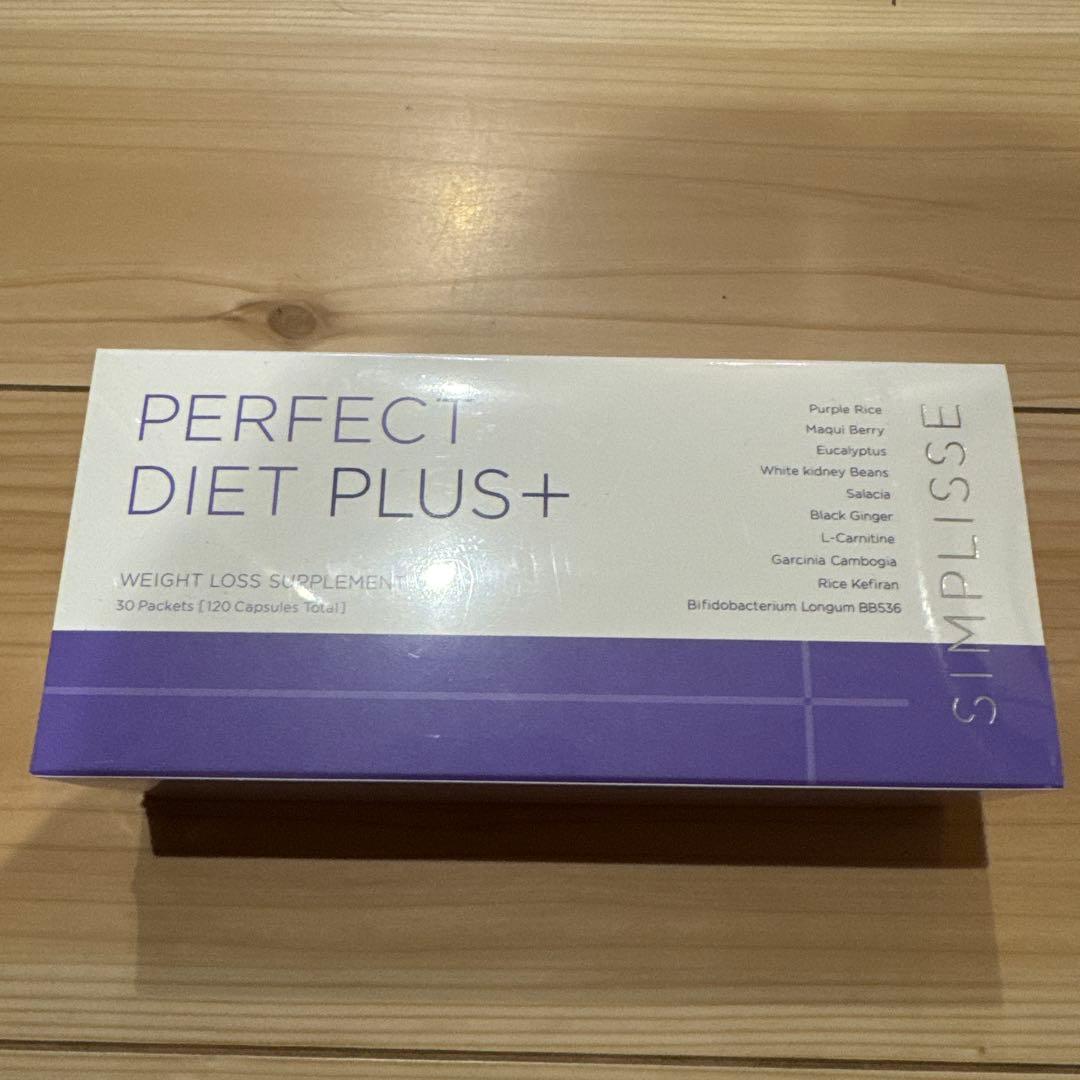 PERFECT
DIET PLUS+
WEIGHT LOSS SUPPLEMENT
30 Packets [120 Capsules Total]
Purple Rice
Maqui Berry
Eucalyptus
White kidney Beans
Salacia
Black Ginger
L-Carnitine
Garcinia Cambogia
Rice Kefiran
Bifidobacterium Longum BB536
SIMPLISSE